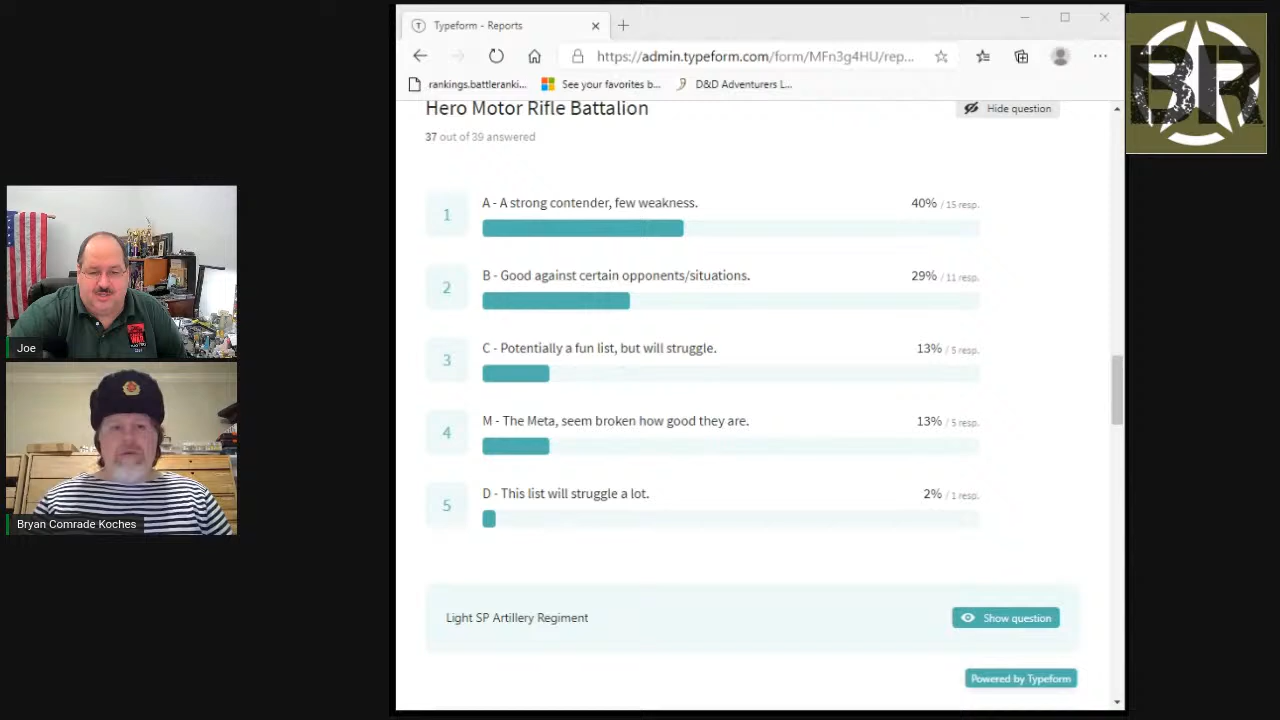 Typeform - Reports
https://admin.typeform.com/form/MFn3g4HU/rep...
rankings.battleranki...
See your favorites b...
D&D Adventurers L...
BR
Hero Motor Rifle Battalion
Hide question
37 out of 39 answered
1
A - A strong contender, few weakness.
40% / 15 resp.
2
B - Good against certain opponents/situations.
29% / 11 resp.
3
C - Potentially a fun list, but will struggle.
13% / 5 resp.
4
M - The Meta, seem broken how good they are.
13% / 5 resp.
5
D - This list will struggle a lot.
2% / 1 resp.
Light SP Artillery Regiment
Show question
Powered by Typeform
Joe
Bryan Comrade Koches